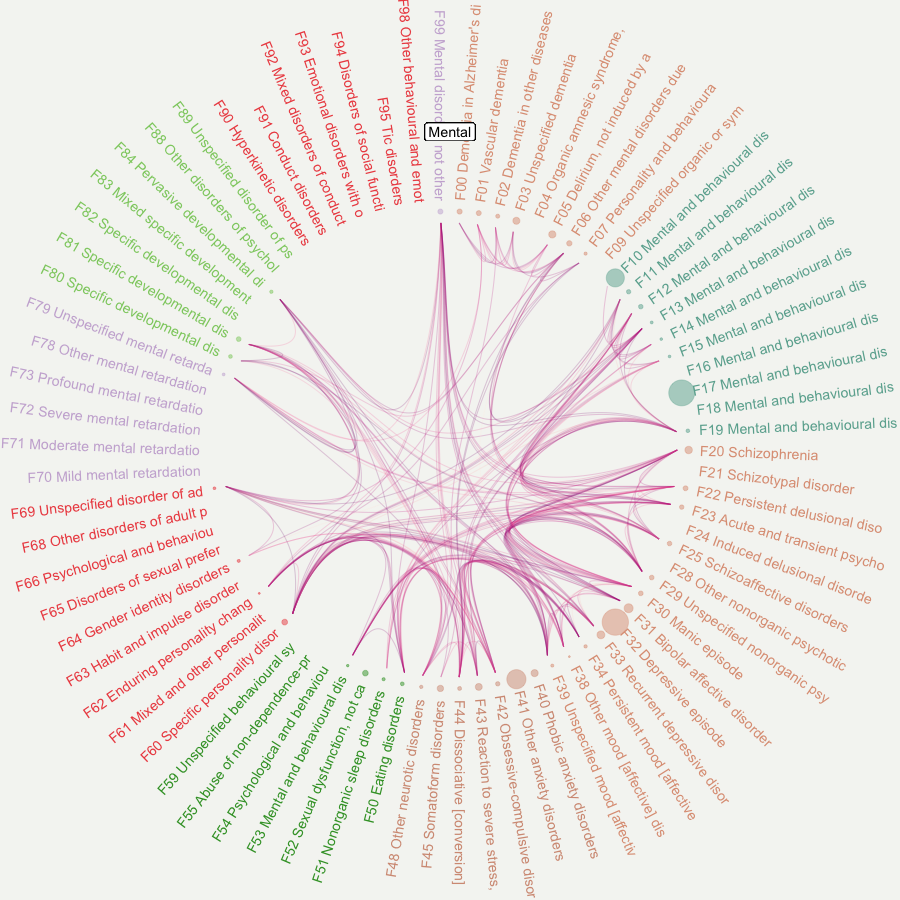 Mental
F99 Mental disord not other
F00 Dementia in Alzheimer's di
F01 Vascular dementia
F02 Dementia in other diseases
F03 Unspecified dementia
F04 Organic amnesic syndrome,
F05 Delirium, not induced by a
F06 Other mental disorders due
F07 Personality and behavioura
F09 Unspecified organic or sym
F10 Mental and behavioural dis
F11 Mental and behavioural dis
F12 Mental and behavioural dis
F13 Mental and behavioural dis
F14 Mental and behavioural dis
F15 Mental and behavioural dis
F16 Mental and behavioural dis
F17 Mental and behavioural dis
F18 Mental and behavioural dis
F19 Mental and behavioural dis
F20 Schizophrenia
F21 Schizotypal disorder
F22 Persistent delusional diso
F23 Acute and transient psycho
F24 Induced delusional disorde
F25 Schizoaffective disorders
F28 Other nonorganic psychotic
F29 Unspecified nonorganic psy
F30 Manic episode
F31 Bipolar affective disorder
F32 Depressive episode
F33 Recurrent depressive disor
F34 Persistent mood [affective
F38 Other mood [affective] dis
F39 Unspecified mood [affectiv
F40 Phobic anxiety disorders
F41 Other anxiety disorders
F42 Obsessive-compulsive disor
F43 Reaction to severe stress,
F44 Dissociative [conversion]
F45 Somatoform disorders
F48 Other neurotic disorders
F50 Eating disorders
F51 Nonorganic sleep disorders
F52 Sexual dysfunction, not ca
F53 Mental and behavioural dis
F54 Psychological and behaviou
F55 Abuse of non-dependence-pr
F59 Unspecified behavioural sy
F60 Specific personality disor
F61 Mixed and other personalit
F62 Enduring personality chang
F63 Habit and impulse disorder
F64 Gender identity disorders
F65 Disorders of sexual prefer
F66 Psychological and behaviou
F68 Other disorders of adult p
F69 Unspecified disorder of ad
F70 Mild mental retardation
F71 Moderate mental retardatio
F72 Severe mental retardation
F73 Profound mental retardatio
F78 Other mental retardation
F79 Unspecified mental retarda
F80 Specific developmental dis
F81 Specific developmental dis
F82 Specific developmental dis
F83 Mixed specific development
F84 Pervasive developmental di
F88 Other disorders of psychol
F89 Unspecified disorder of ps
F90 Hyperkinetic disorders
F91 Conduct disorders
F92 Mixed disorders of conduct
F93 Emotional disorders with o
F94 Disorders of social functi
F95 Tic disorders
F98 Other behavioural and emot